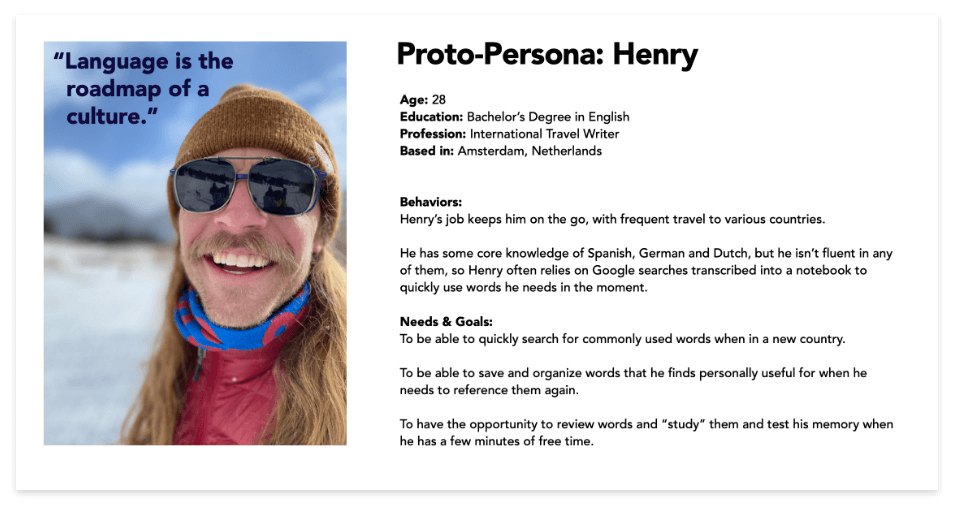 “Language is the
roadmap of a
culture.”
Proto-Persona: Henry
Age: 28
Education: Bachelor’s Degree in English
Profession: International Travel Writer
Based in: Amsterdam, Netherlands
Behaviors:
Henry’s job keeps him on the go, with frequent travel to various countries.
He has some core knowledge of Spanish, German and Dutch, but he isn’t fluent in any
of them, so Henry often relies on Google searches transcribed into a notebook to
quickly use words he needs in the moment.
Needs & Goals:
To be able to quickly search for commonly used words when in a new country.
To be able to save and organize words that he finds personally useful for when he
needs to reference them again.
To have the opportunity to review words and “study” them and test his memory when
he has a few minutes of free time.